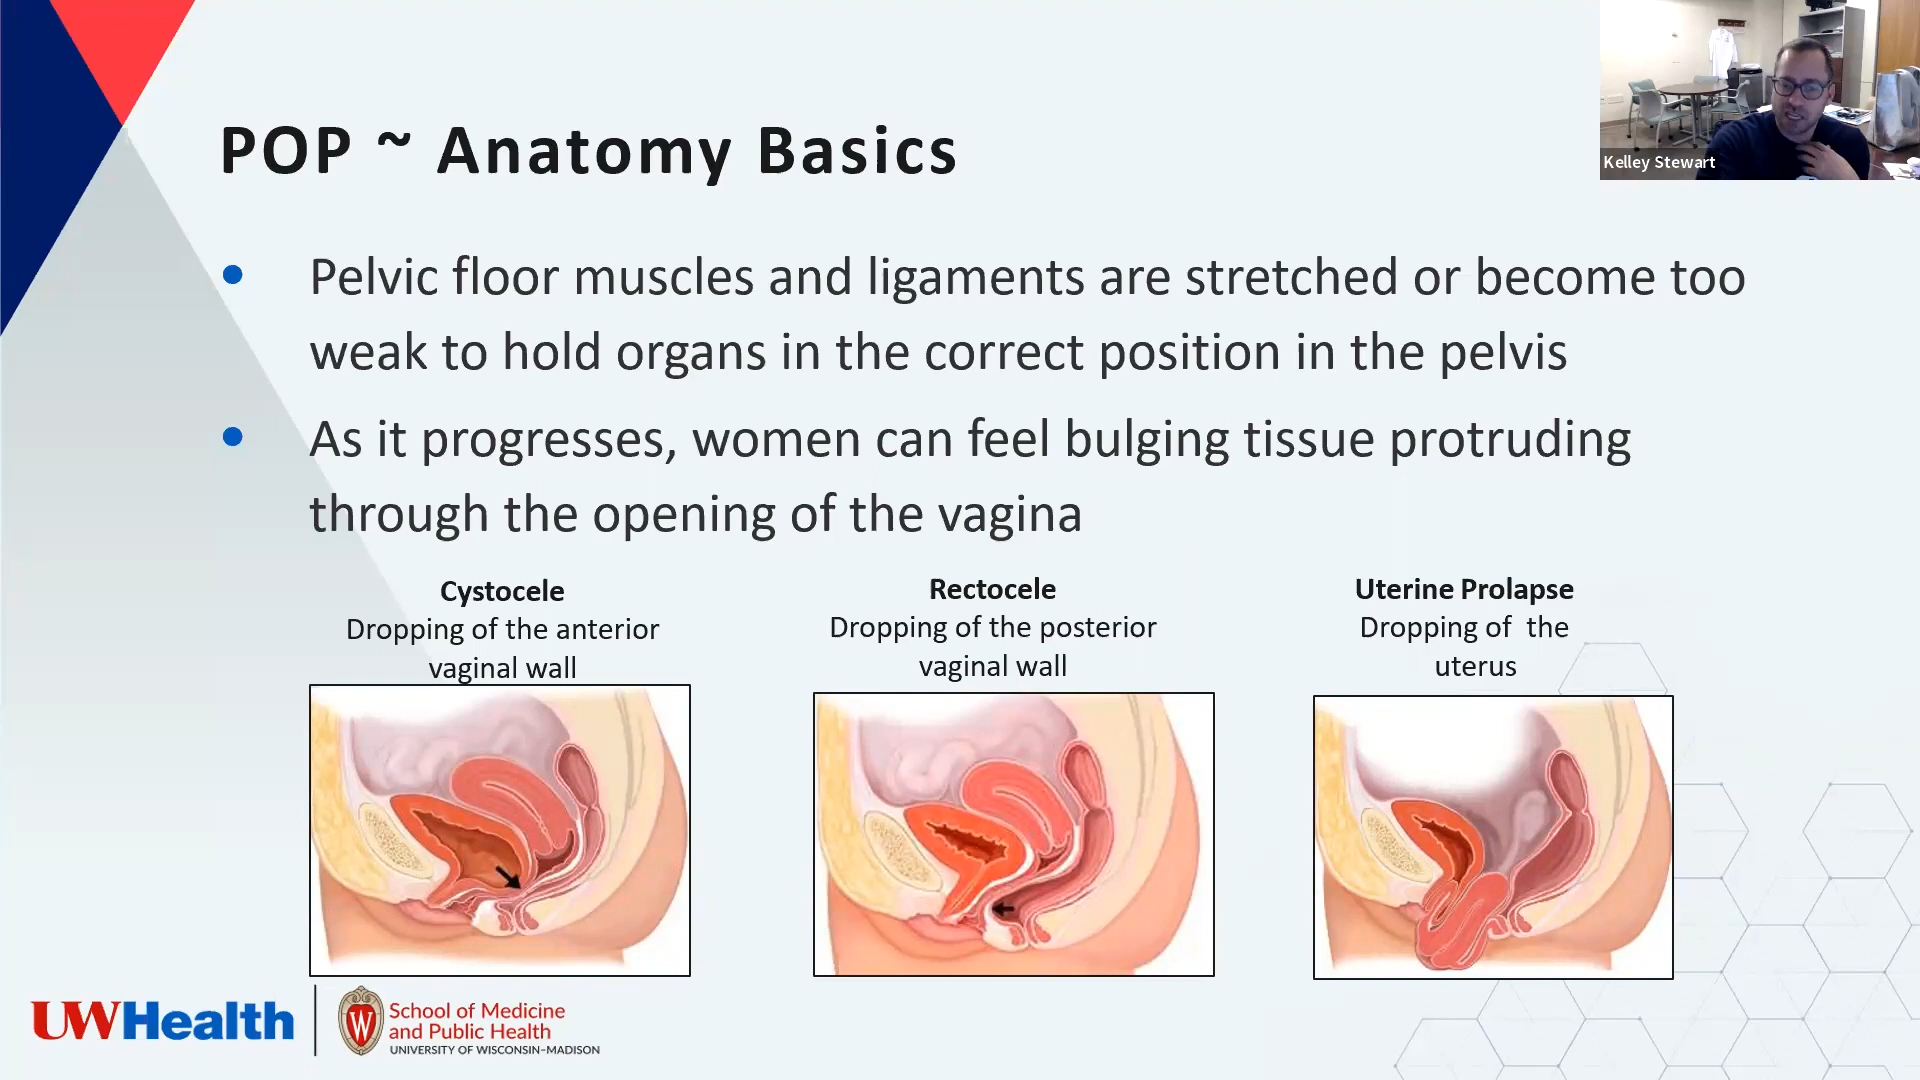 Kelley Stewart
POP ~ Anatomy Basics
• Pelvic floor muscles and ligaments are stretched or become too
weak to hold organs in the correct position in the pelvis
• As it progresses, women can feel bulging tissue protruding
through the opening of the vagina
Cystocele
Dropping of the anterior
vaginal wall
Rectocele
Dropping of the posterior
vaginal wall
Uterine Prolapse
Dropping of the
uterus
UWHealth
W
School of Medicine
and Public Health
UNIVERSITY OF WISCONSIN–MADISON